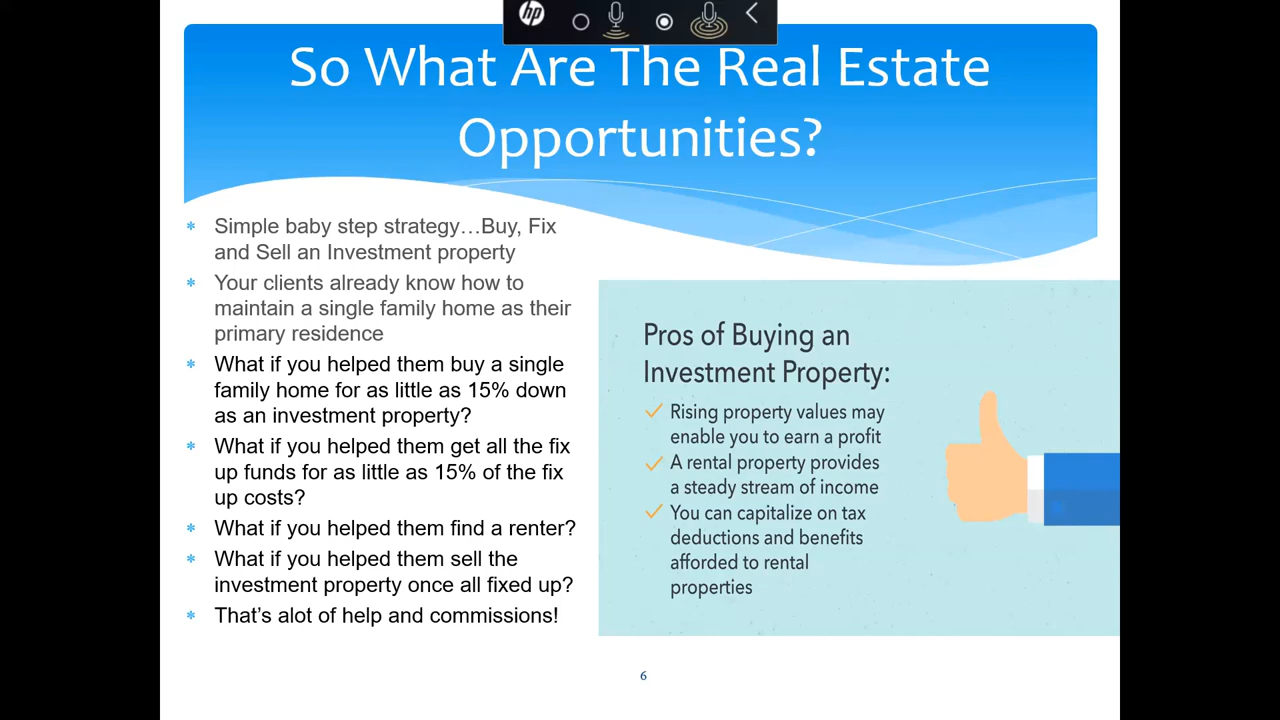 hp
So What Are The Real Estate
Opportunities?
* Simple baby step strategy…Buy, Fix
and Sell an Investment property
* Your clients already know how to
maintain a single family home as their
primary residence
* What if you helped them buy a single
family home for as little as 15% down
as an investment property?
* What if you helped them get all the fix
up funds for as little as 15% of the fix
up costs?
* What if you helped them find a renter?
* What if you helped them sell the
investment property once all fixed up?
* That's alot of help and commissions!
Pros of Buying an
Investment Property:
Rising property values may
enable you to earn a profit
A rental property provides
a steady stream of income
You can capitalize on tax
deductions and benefits
afforded to rental
properties
6